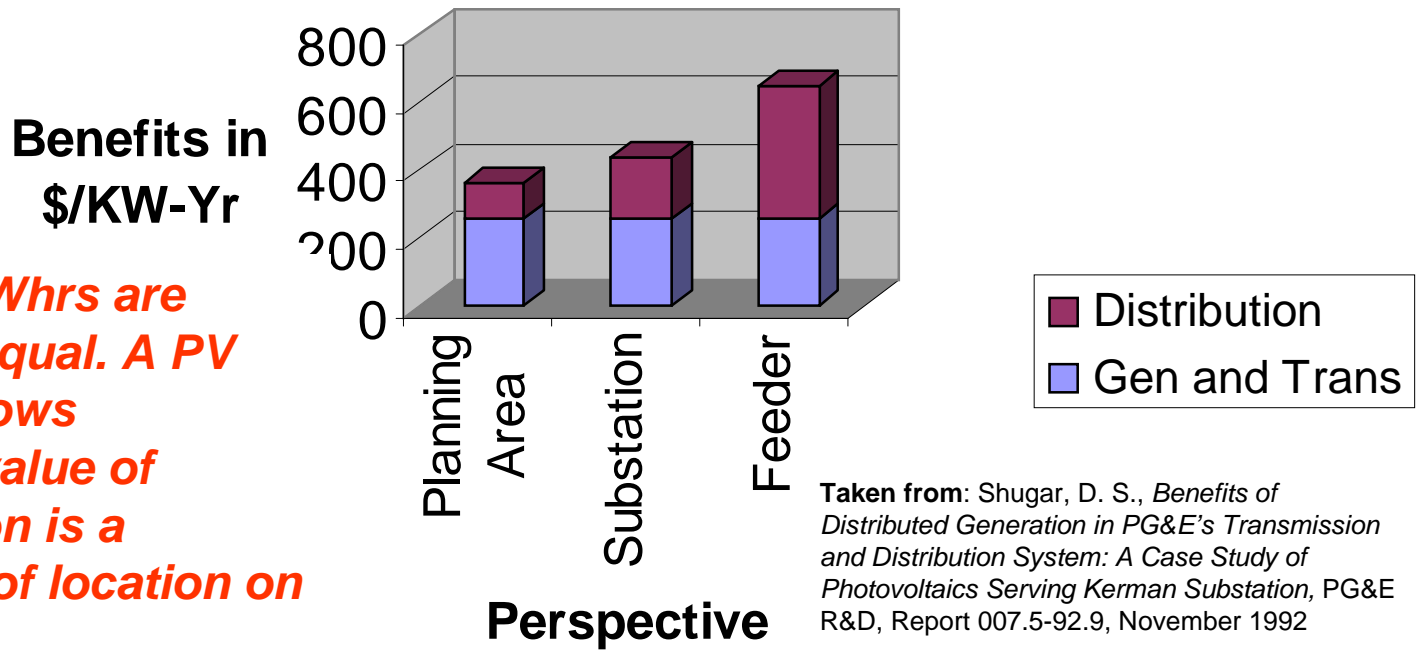 800
600
400
200
0
Benefits in
$/KW-Yr
Whrs are
qual. A PV
ows
value of
on is a
of location on
Planning
Area
Substation
Feeder
Perspective
Distribution
Gen and Trans
Taken from: Shugar, D. S., Benefits of
Distributed Generation in PG&E's Transmission
and Distribution System: A Case Study of
Photovoltaics Serving Kerman Substation, PG&E
R&D, Report 007.5-92.9, November 1992